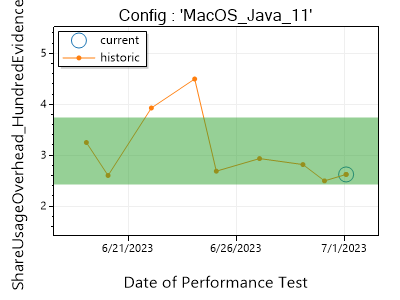 Config : 'MacOS_Java_11'
current
historic
5
4
3
2
ShareUsageOverhead_HundredEvidence
6/21/2023
6/26/2023
7/1/2023
Date of Performance Test